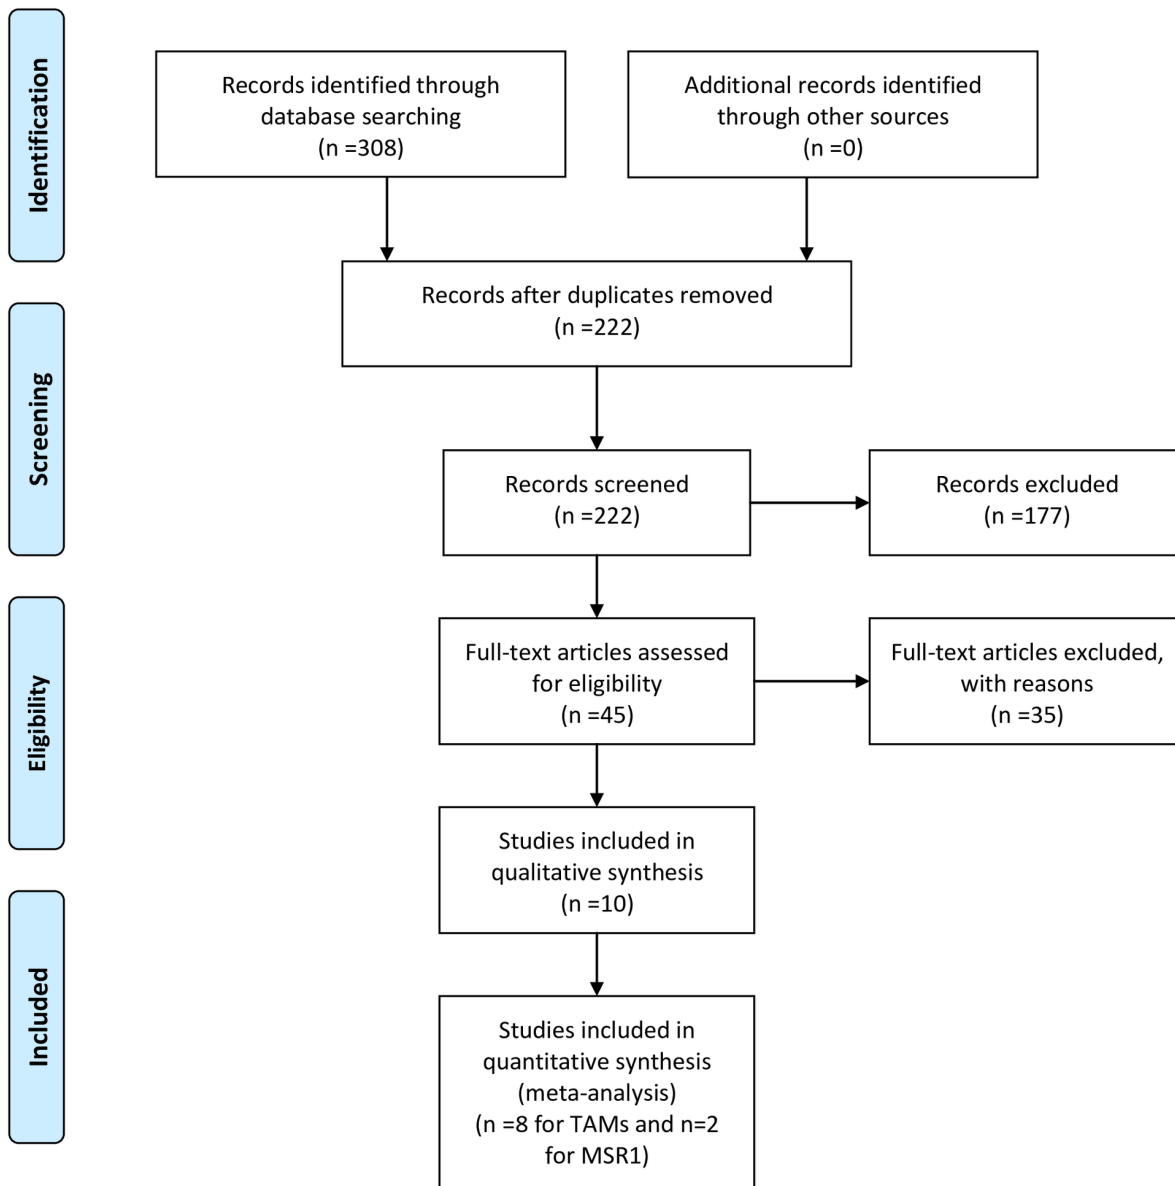 Identification
Records identified through
database searching
(n =308)
Additional records identified
through other sources
(n =0)
Records after duplicates removed
(n =222)
Screening
Records screened
(n =222)
Records excluded
(n =177)
Eligibility
Full-text articles assessed
for eligibility
(n =45)
Full-text articles excluded,
with reasons
(n =35)
Studies included in
qualitative synthesis
(n =10)
Included
Studies included in
quantitative synthesis
(meta-analysis)
(n =8 for TAMs and n=2
for MSR1)